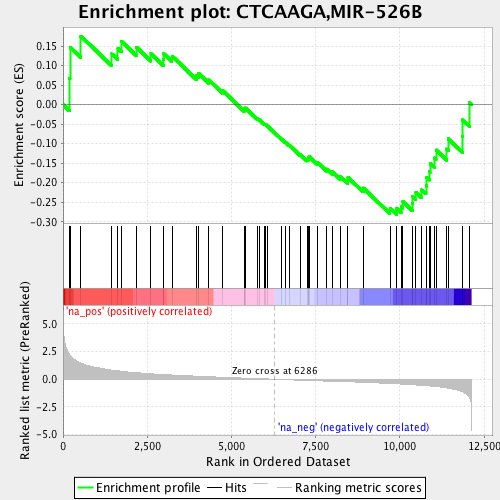 Enrichment plot: CTCAAGA,MIR-526B
Enrichment score (ES)
0.15
0.10
0.05
0.00
-0.05
-0.10
-0.15
-0.20
-0.25
-0.30
'na_pos' (positively correlated)
Ranked list metric (PreRanked)
5.0
2.5
0.0
-2.5
-5.0
Zero cross at 6286
'na_neg' (negatively correlated)
0
2,500
5,000
7,500
10,000
12,500
Rank in Ordered Dataset
Enrichment profile
Hits
Ranking metric scores